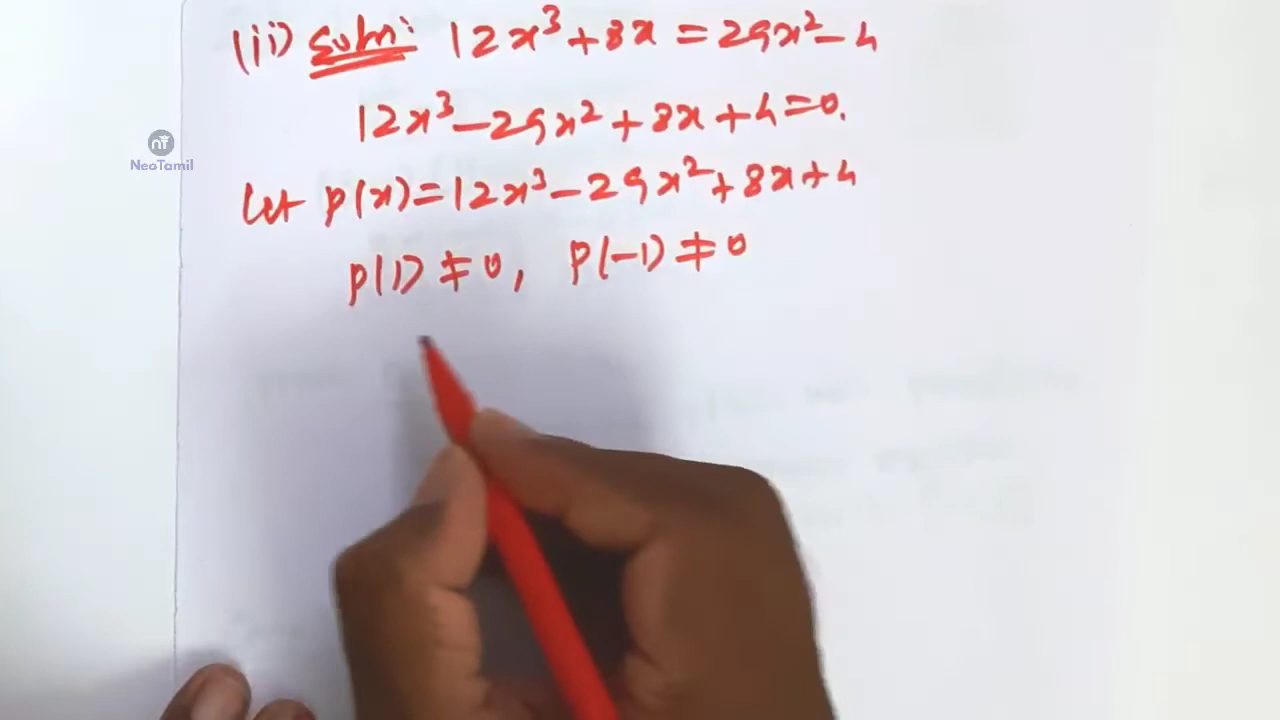 (ii) Soln: 12x³ + 8x = 29x² - 4
12x³ - 29x² + 8x + 4 = 0.
NeoTamil
Let p(x) = 12x³ - 29x² + 8x + 4
p(1) ≠ 0, p(-1) ≠ 0